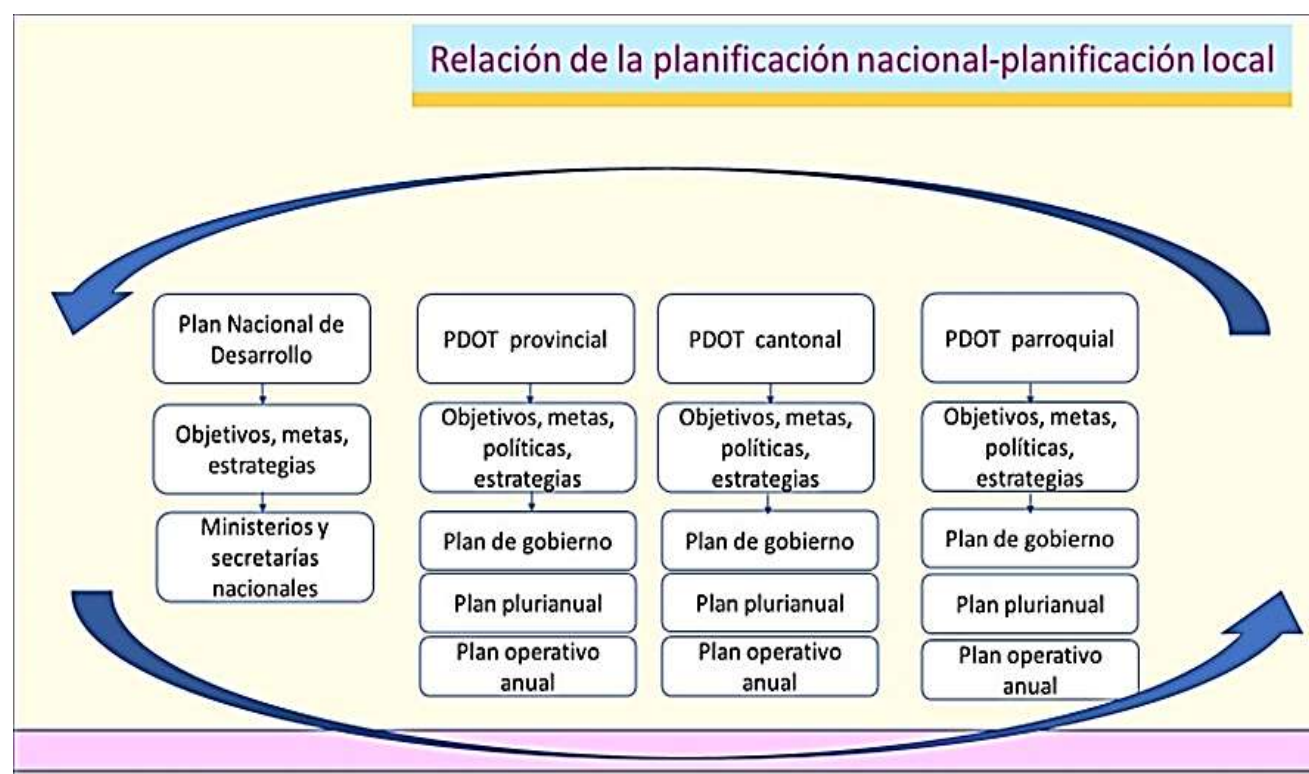 Relación de la planificación nacional-planificación local
Plan Nacional de
Desarrollo
Objetivos, metas,
estrategias
Ministerios y
secretarías
nacionales
PDOT provincial
Objetivos, metas,
políticas,
estrategias
Plan de gobierno
Plan plurianual
Plan operativo
anual
PDOT cantonal
Objetivos, metas,
políticas,
estrategias
Plan de gobierno
Plan plurianual
Plan operativo
anual
PDOT parroquial
Objetivos, metas,
políticas,
estrategias
Plan de gobierno
Plan plurianual
Plan operativo
anual